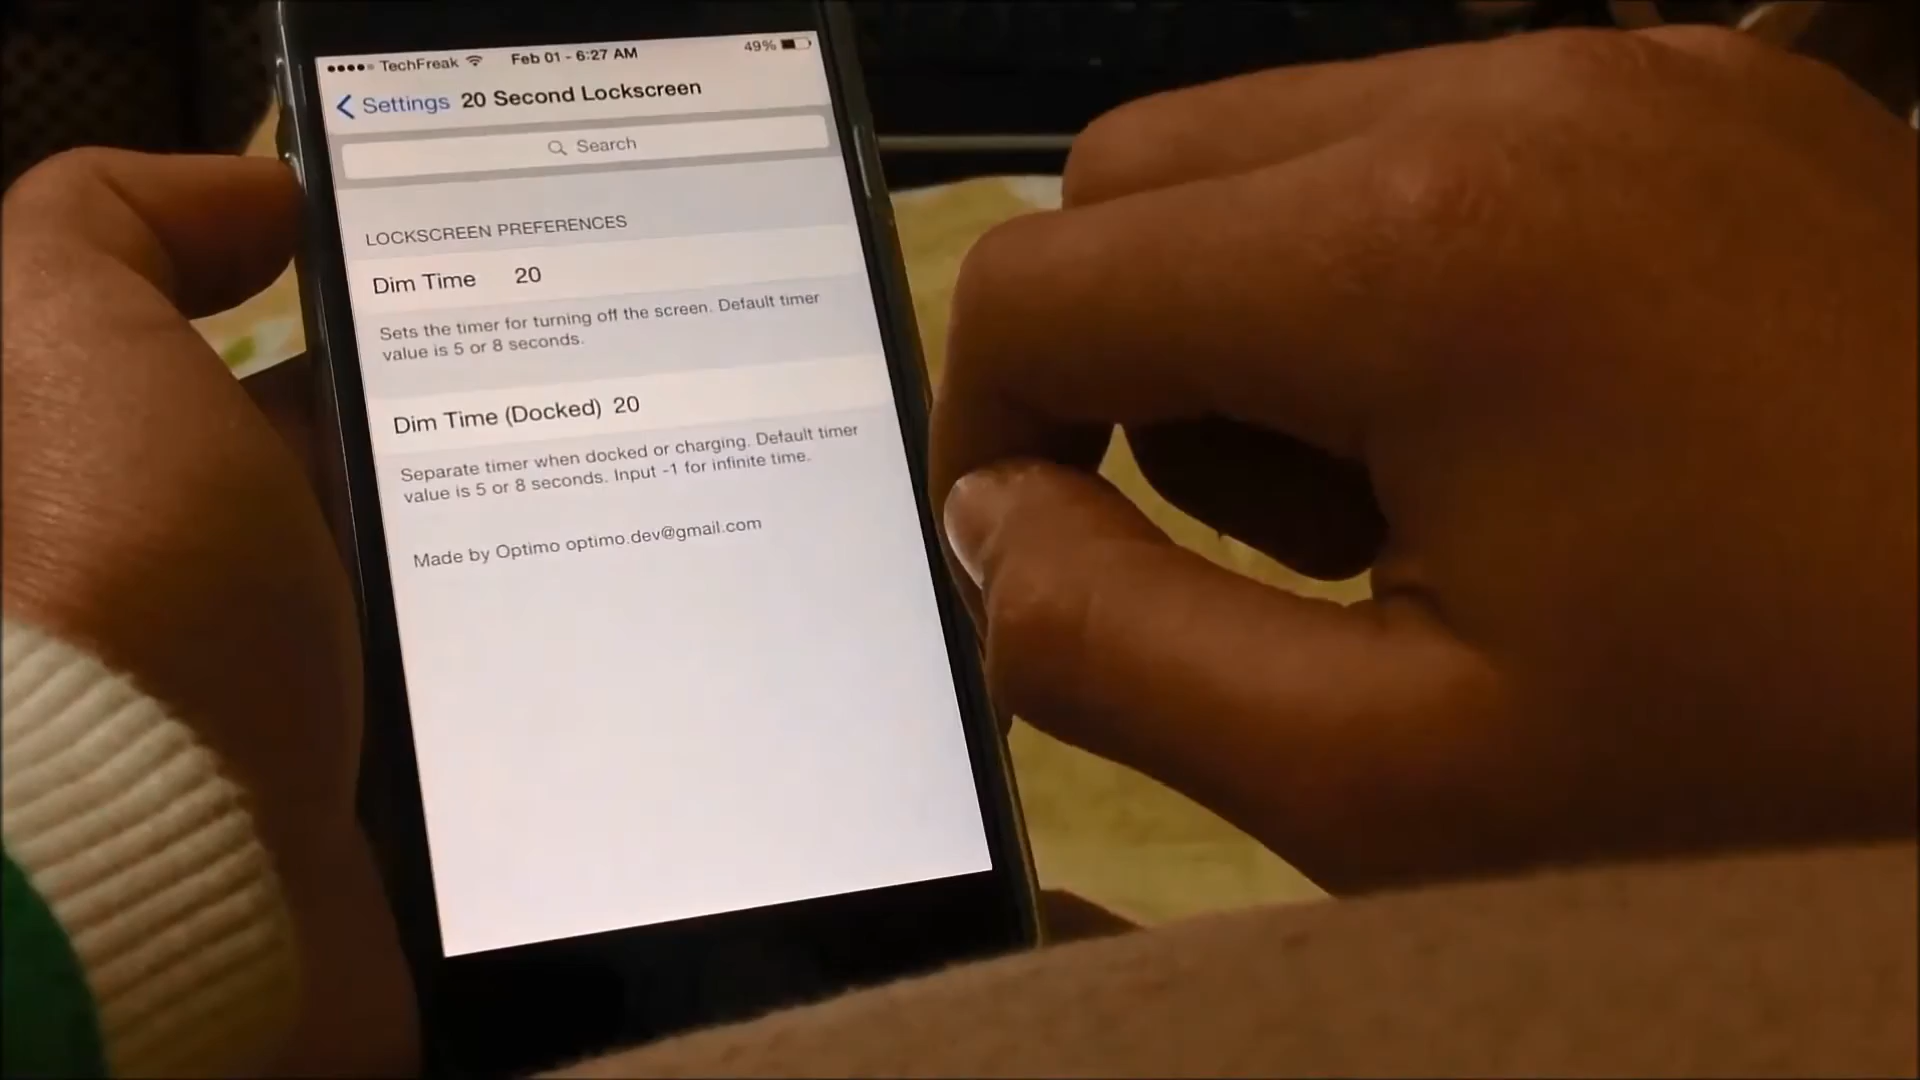 TechFreak Feb 01 - 6:27 AM 49%
Settings 20 Second Lockscreen
Search
LOCKSCREEN PREFERENCES
Dim Time 20
Sets the timer for turning off the screen. Default timer
value is 5 or 8 seconds.
Dim Time (Docked) 20
Separate timer when docked or charging. Default timer
value is 5 or 8 seconds. Input -1 for infinite time.
Made by Optimo optimo.dev@gmail.com